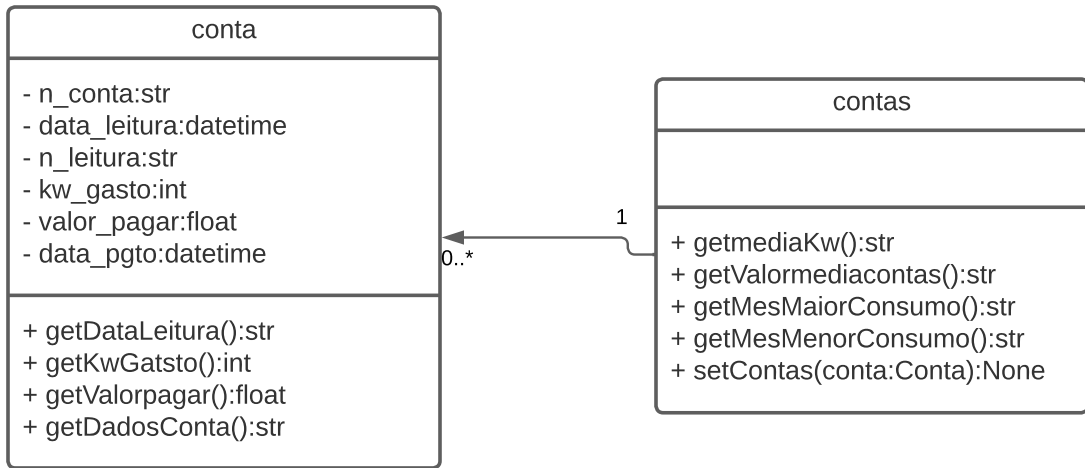 conta
- n_conta:str
- data_leitura:datetime
- n_leitura:str
- kw_gasto:int
- valor_pagar:float
- data_pgto:datetime
+ getDataLeitura():str
+ getKwGatsto():int
+ getValorpagar():float
+ getDadosConta():str
0..*
1
contas
+ getmediaKw():str
+ getValormediacontas():str
+ getMesMaiorConsumo():str
+ getMesMenorConsumo():str
+ setContas(conta:Conta):None